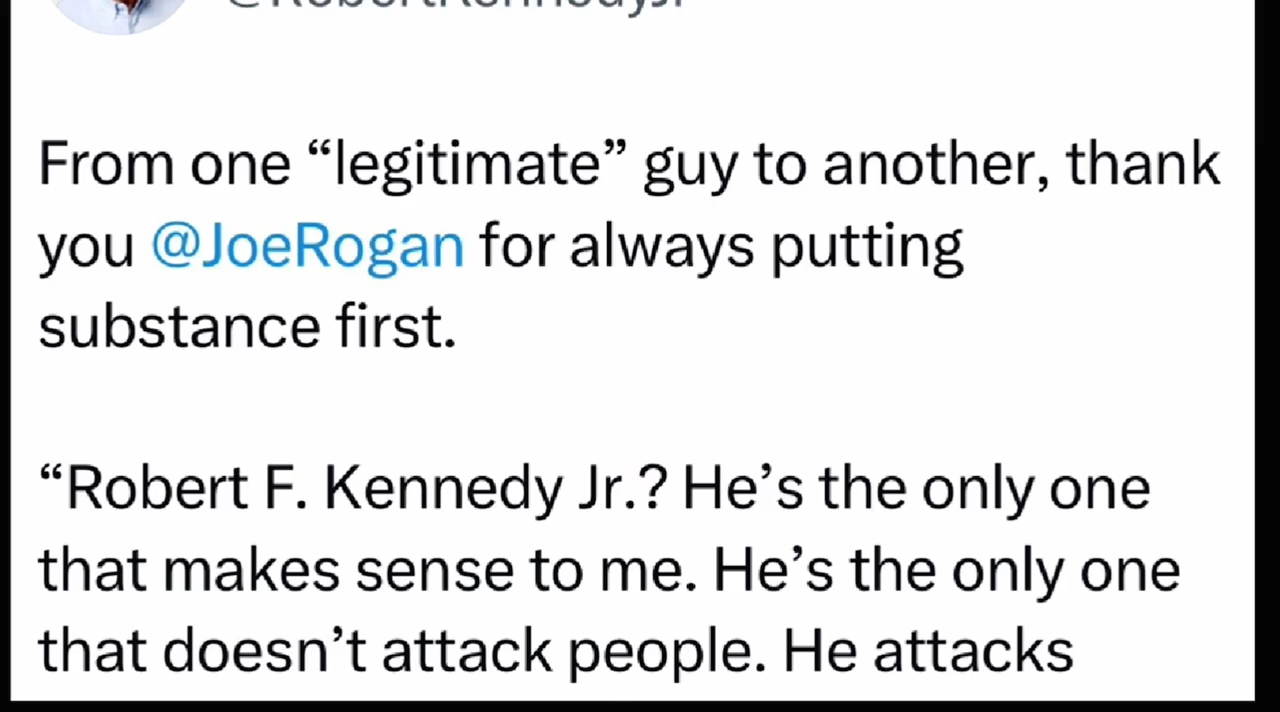 @RobertKennedyJr
From one “legitimate” guy to another, thank
you @JoeRogan for always putting
substance first.
“Robert F. Kennedy Jr.? He’s the only one
that makes sense to me. He’s the only one
that doesn’t attack people. He attacks